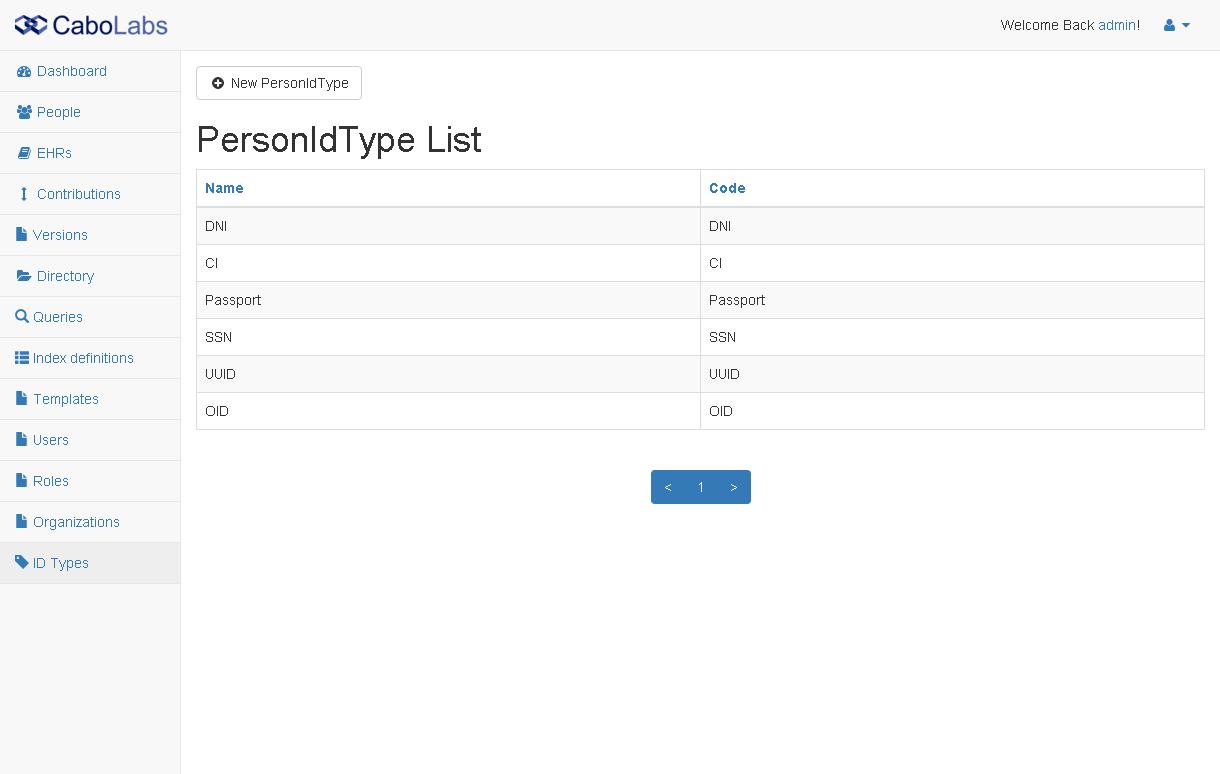 CaboLabs
Welcome Back admin!
Dashboard
People
EHRs
Contributions
Versions
Directory
Queries
Index definitions
Templates
Users
Roles
Organizations
ID Types
New PersonIdType
PersonIdType List
Name Code
DNI DNI
CI CI
Passport Passport
SSN SSN
UUID UUID
OID OID
< 1 >